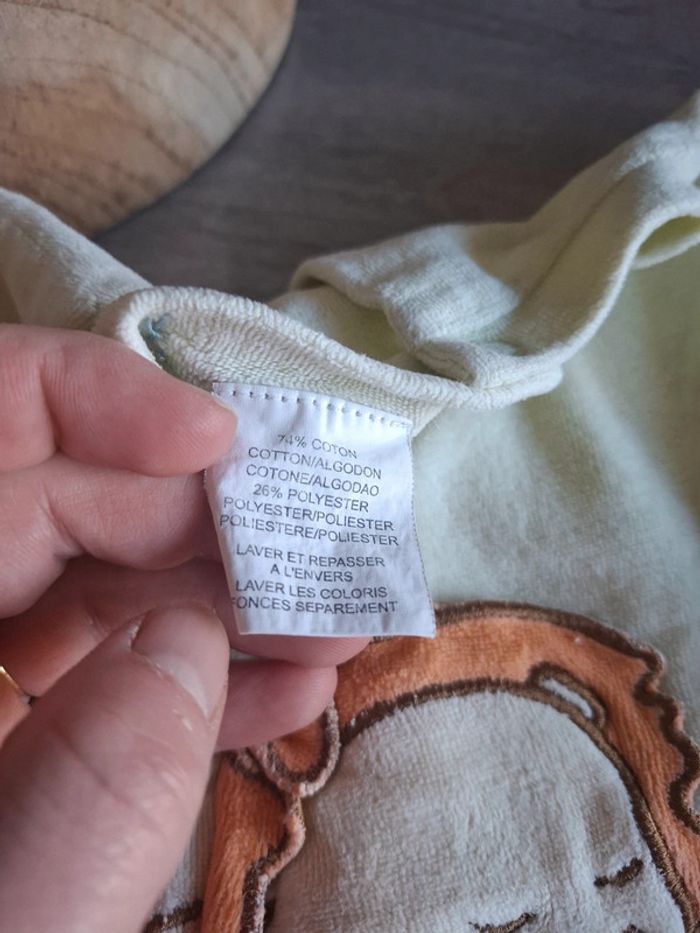 74% COTON
COTTON/ALGODON
COTONE/ALGODAO
26% POLYESTER
POLYESTER/POLIESTER
POLIESTERE/POLIESTER
LAVER ET REPASSER
A L'ENVERS
LAVER LES COLORIS
FONCES SEPAREMENT